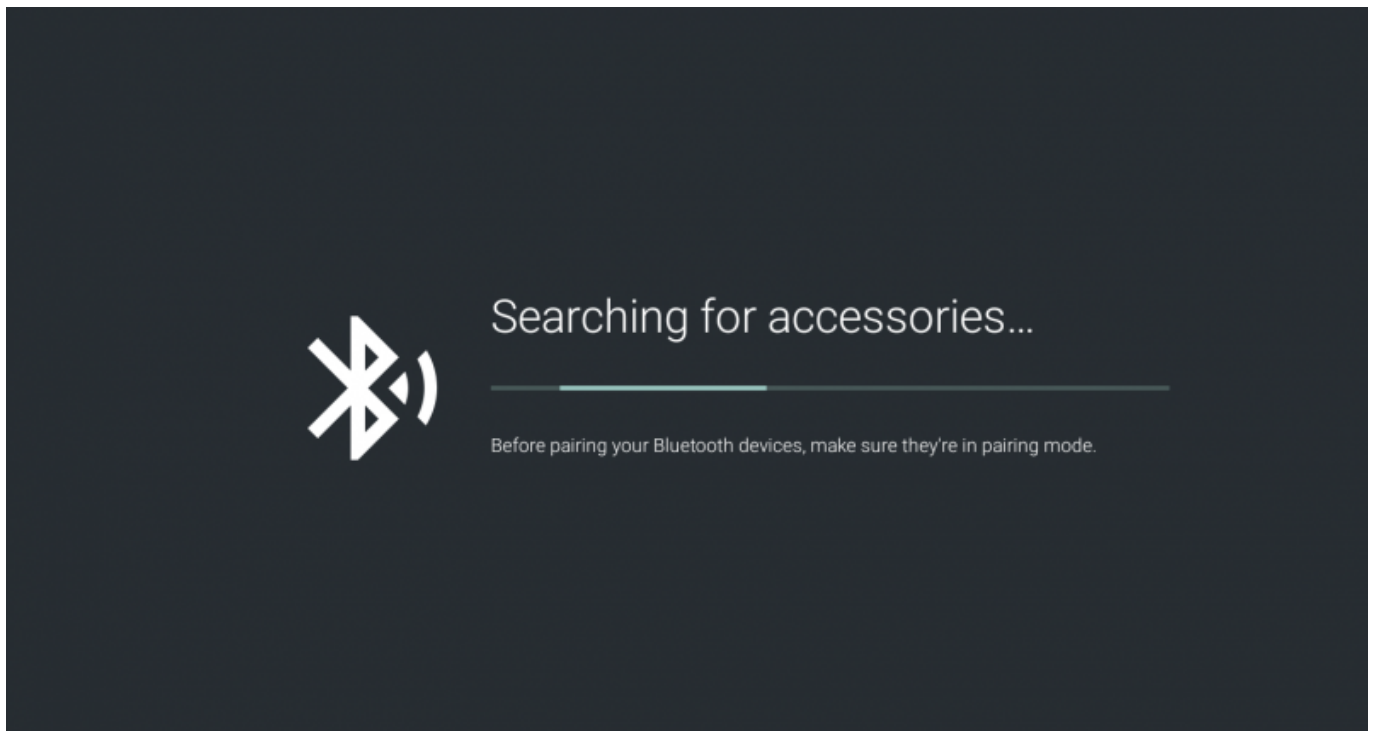 Searching for accessories...
Before pairing your Bluetooth devices, make sure they're in pairing mode.